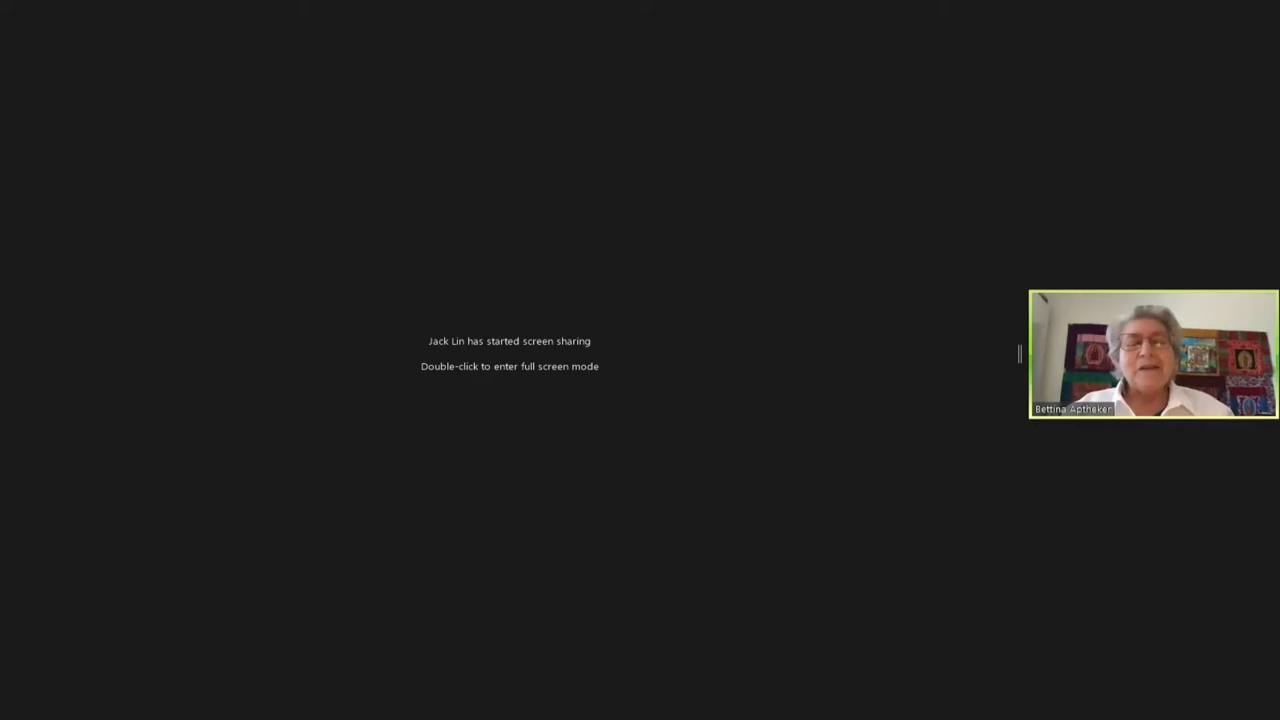 Jack Lin has started screen sharing
Double-click to enter full screen mode
Bettina Aptheker